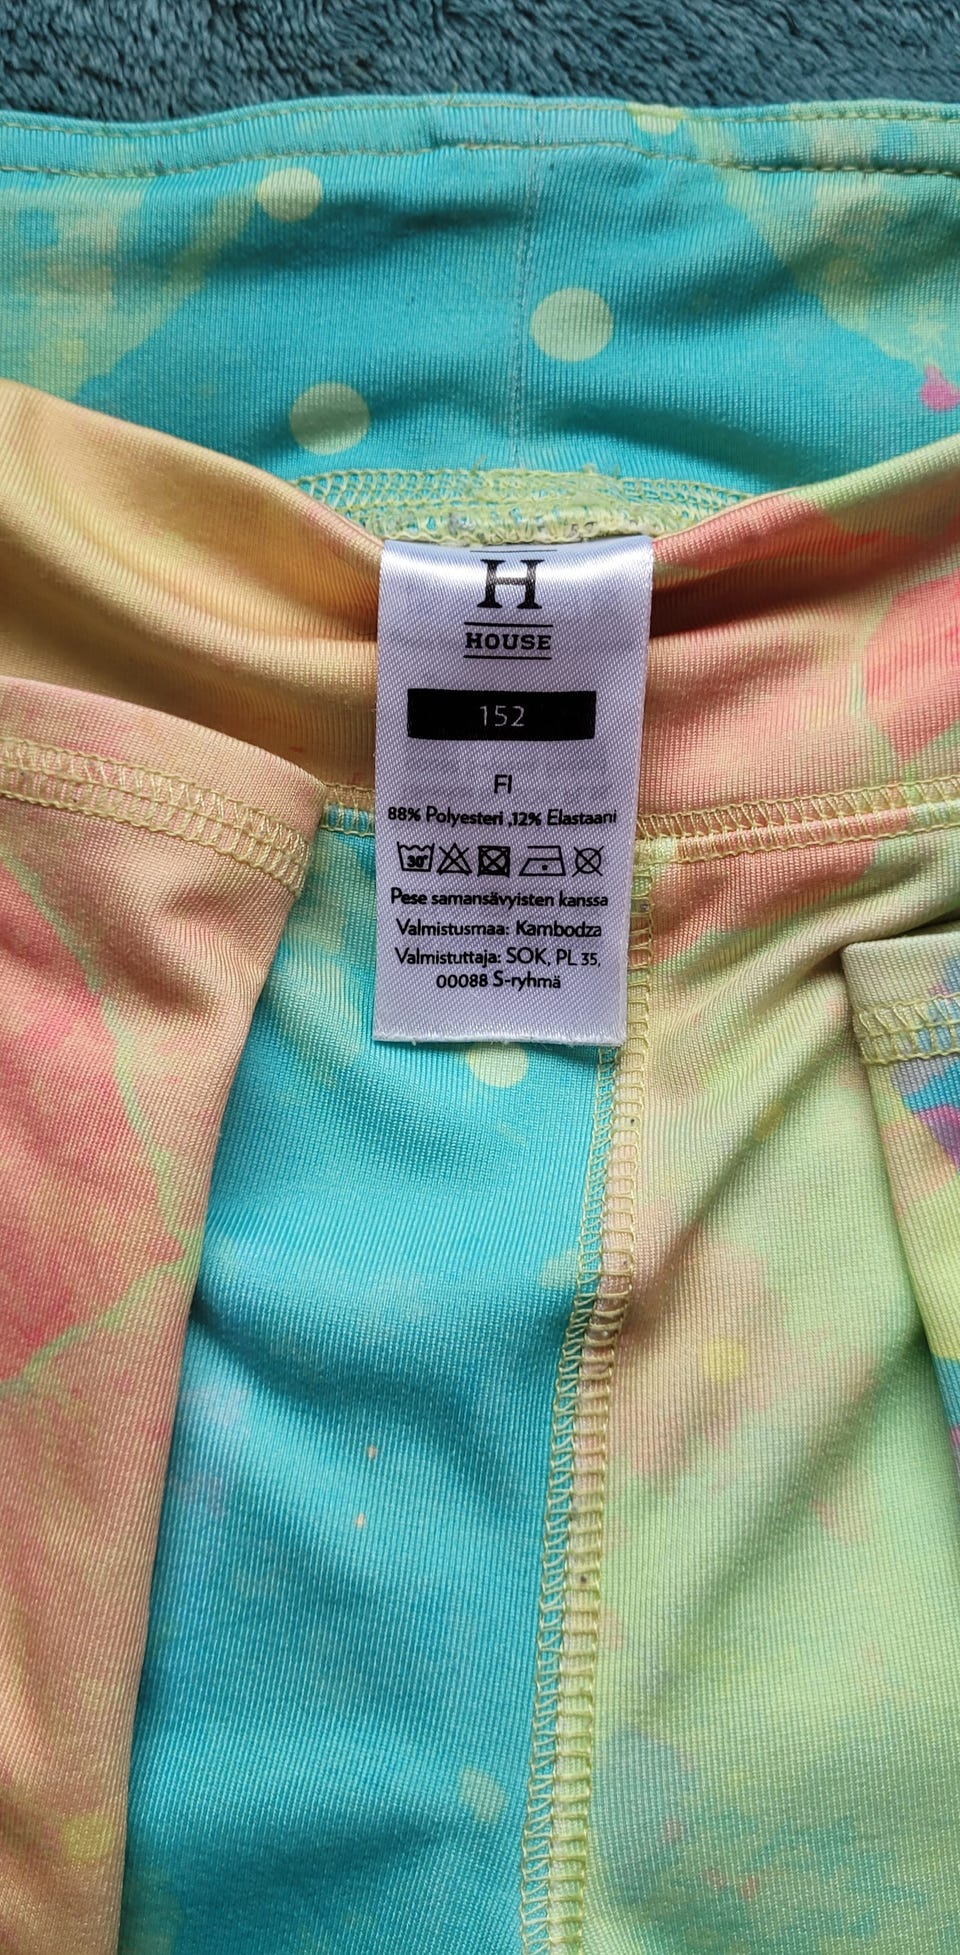 H
HOUSE
152
FI
88% Polyesteri ,12% Elastaani
30°
Pese samansävyisten kanssa
Valmistusmaa: Kambodza
Valmistuttaja: SOK, PL 35,
00088 S-ryhmä